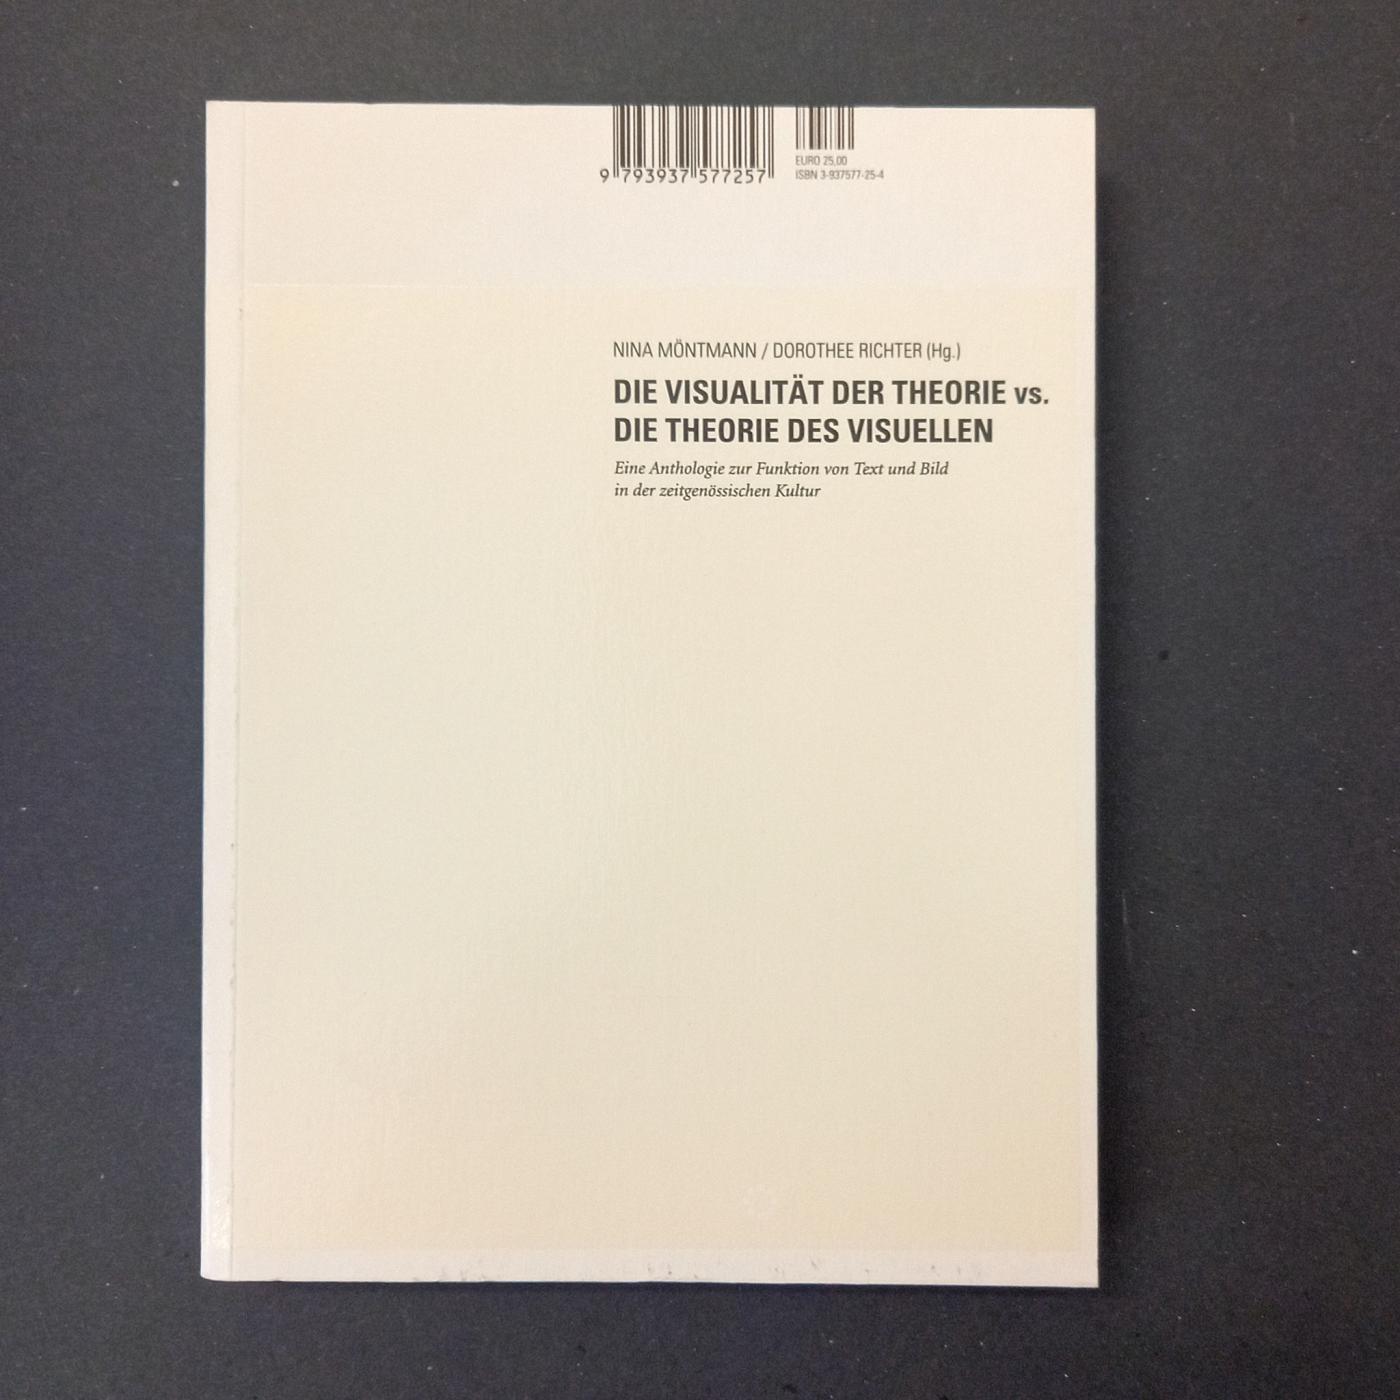 9 793937 577257
EURO 25,00
ISBN 3-937577-25-4
NINA MÖNTMANN / DOROTHEE RICHTER (Hg.)
DIE VISUALITÄT DER THEORIE vs.
DIE THEORIE DES VISUELLEN
Eine Anthologie zur Funktion von Text und Bild
in der zeitgenössischen Kultur